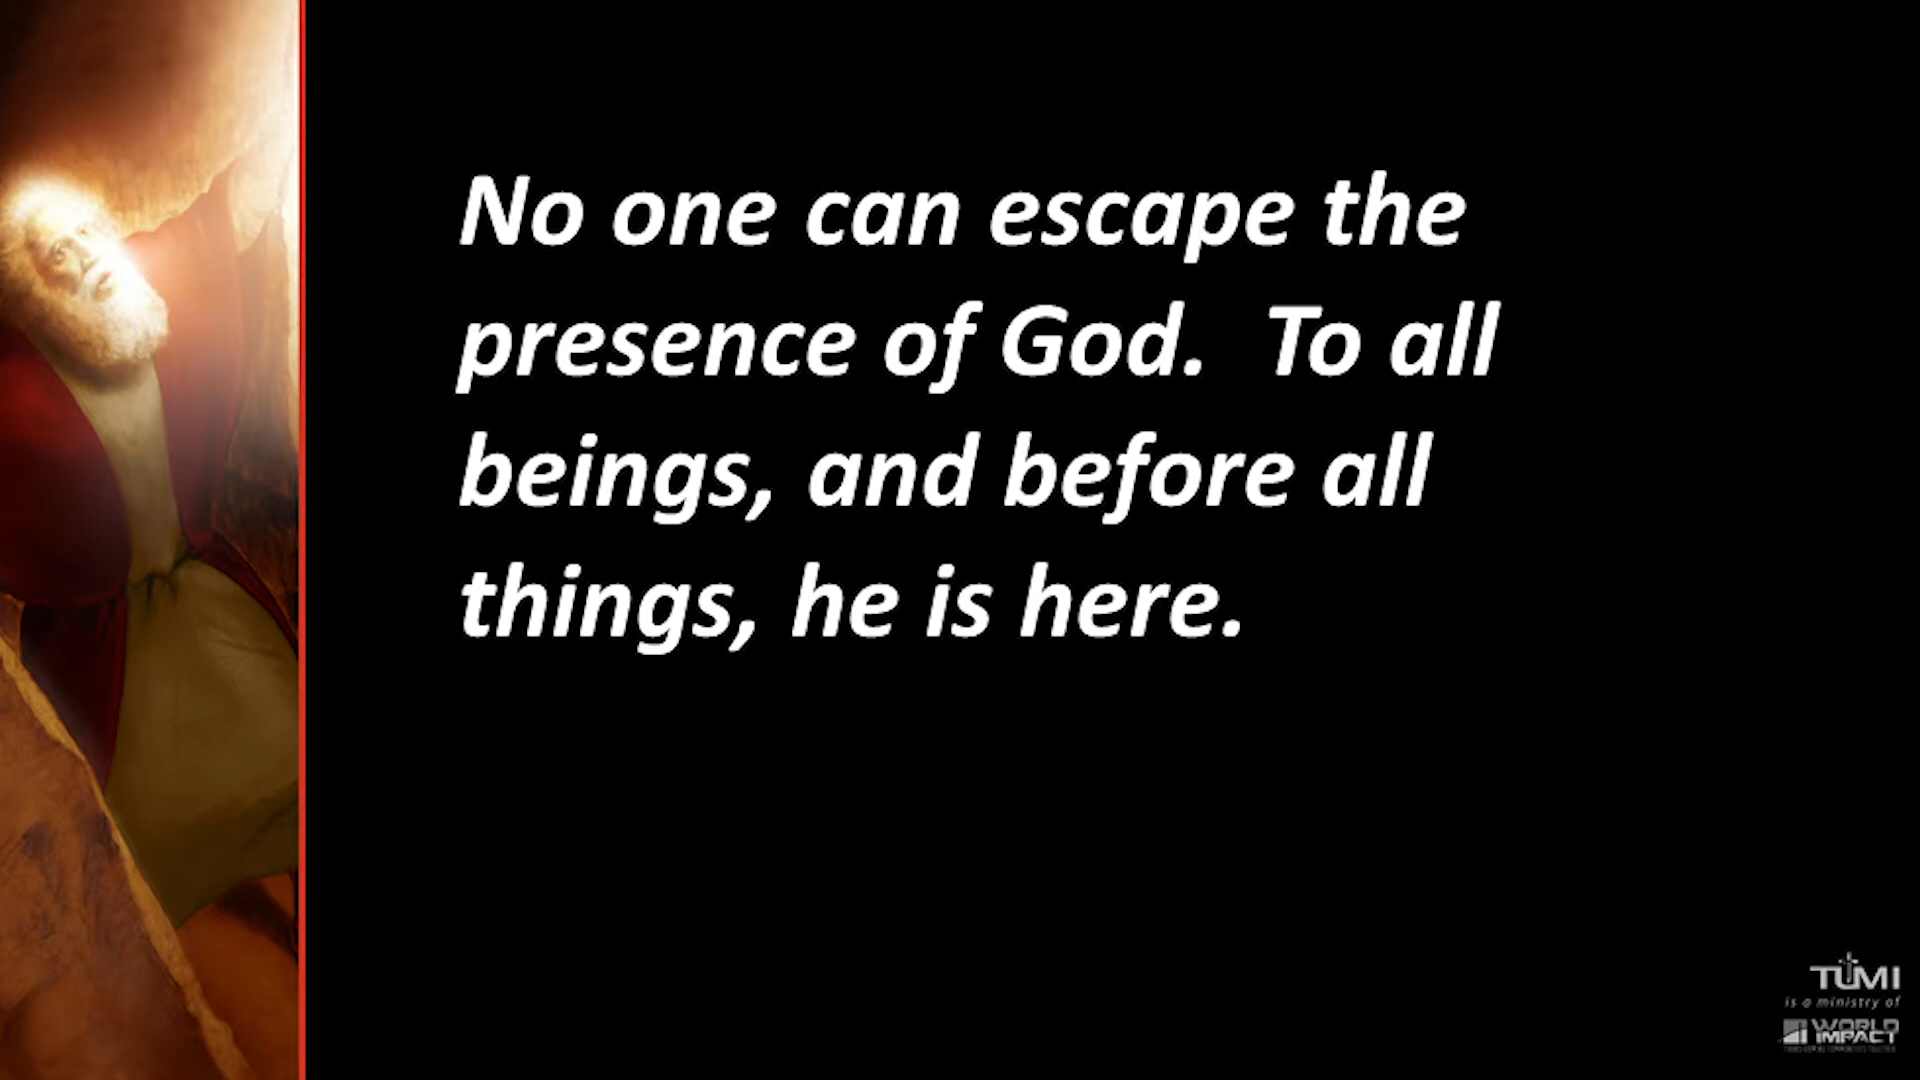 No one can escape the
presence of God.  To all
beings, and before all
things, he is here.
TUMI
is a ministry of
WORLD
IMPACT